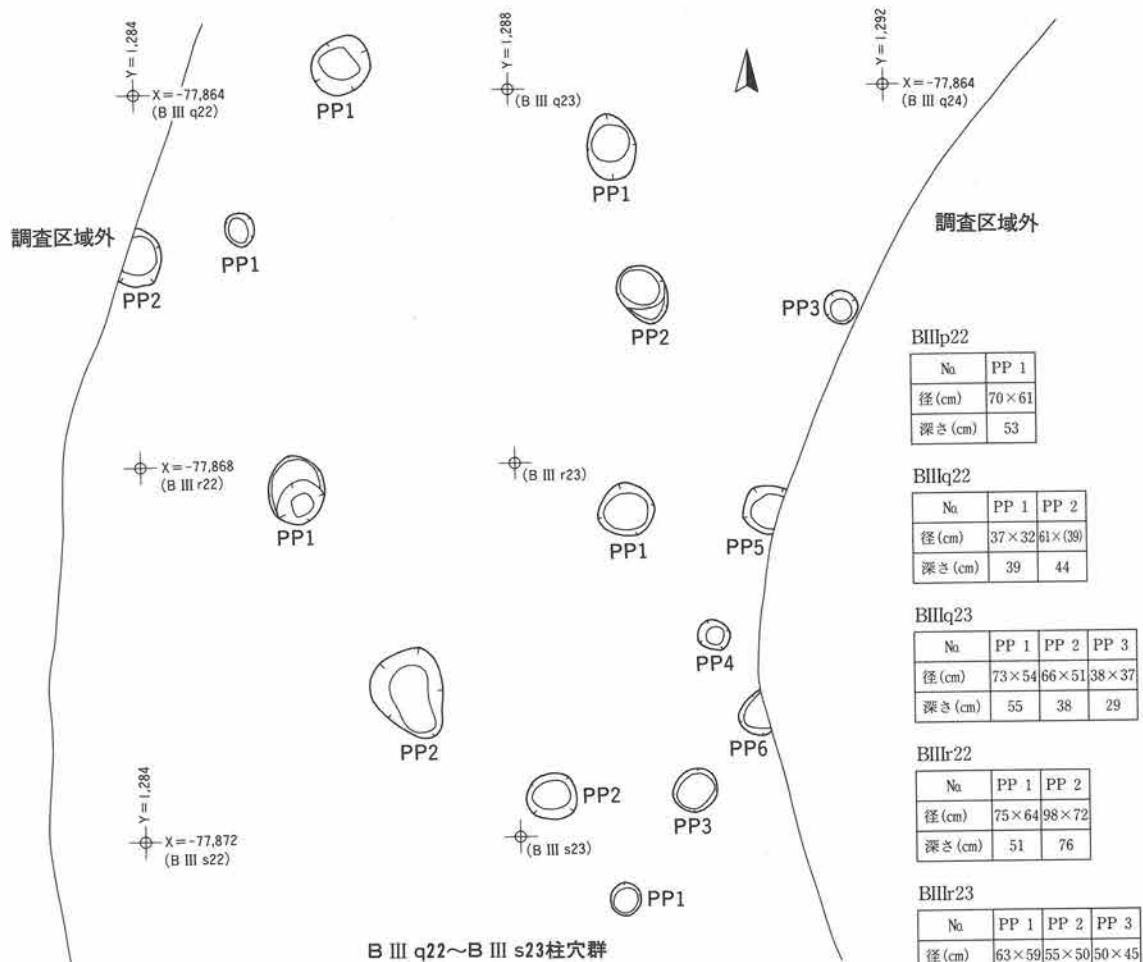 Y=1,284
Y=1,288
Y=1,292
X=-77,864
(B III q22)
PP1
(B III q23)
X=-77,864
(B III q24)
PP1
調査区域外
調査区域外
PP1
PP2
PP2
PP3
X=-77,868
(B III r22)
(B III r23)
PP1
PP1
PP5
PP4
PP2
PP6
PP2
PP3
Y=1,284
X=-77,872
(B III s22)
(B III s23)
PP1
B III q22～B III s23柱穴群
BIIIp22
No. PP 1
径(cm) 70×61
深さ(cm) 53
BIIIq22
No. PP 1 PP 2
径(cm) 37×32 61×(39)
深さ(cm) 39 44
BIIIq23
No. PP 1 PP 2 PP 3
径(cm) 73×54 66×51 38×37
深さ(cm) 55 38 29
BIIIr22
No. PP 1 PP 2
径(cm) 75×64 98×72
深さ(cm) 51 76
BIIIr23
No. PP 1 PP 2 PP 3
径(cm) 63×59 55×50 50×45